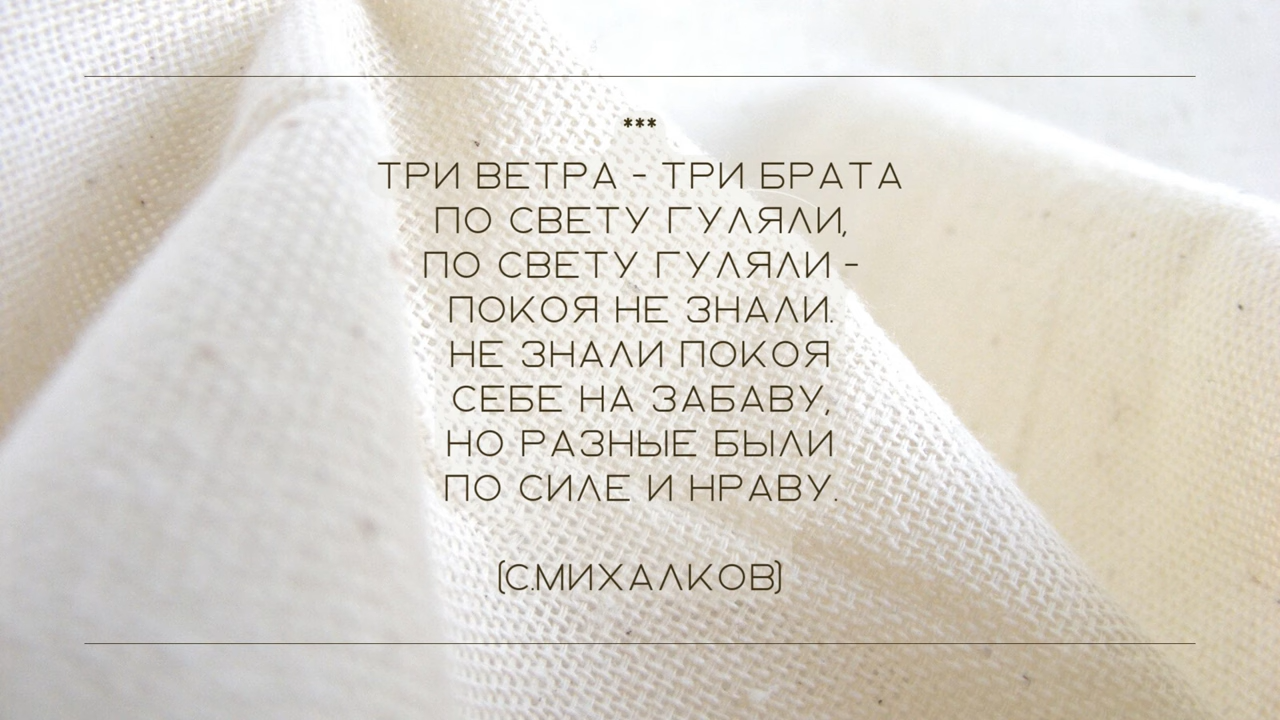 ***
ТРИ ВЕТРА - ТРИ БРАТА
ПО СВЕТУ ГУЛЯЛИ,
ПО СВЕТУ ГУЛЯЛИ -
ПОКОЯ НЕ ЗНАЛИ.
НЕ ЗНАЛИ ПОКОЯ
СЕБЕ НА ЗАБАВУ,
НО РАЗНЫЕ БЫЛИ
ПО СИЛЕ И НРАВУ.
(С.МИХАЛКОВ)